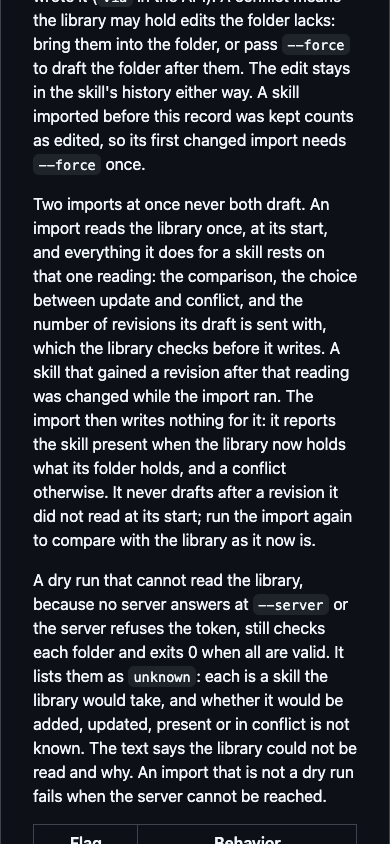 the library may hold edits the folder lacks:
bring them into the folder, or pass --force
to draft the folder after them. The edit stays
in the skill's history either way. A skill
imported before this record was kept counts
as edited, so its first changed import needs
--force once.
Two imports at once never both draft. An
import reads the library once, at its start,
and everything it does for a skill rests on
that one reading: the comparison, the choice
between update and conflict, and the
number of revisions its draft is sent with,
which the library checks before it writes. A
skill that gained a revision after that reading
was changed while the import ran. The
import then writes nothing for it: it reports
the skill present when the library now holds
what its folder holds, and a conflict
otherwise. It never drafts after a revision it
did not read at its start; run the import again
to compare with the library as it now is.
A dry run that cannot read the library,
because no server answers at --server or
the server refuses the token, still checks
each folder and exits 0 when all are valid. It
lists them as unknown: each is a skill the
library would take, and whether it would be
added, updated, present or in conflict is not
known. The text says the library could not be
read and why. An import that is not a dry run
fails when the server cannot be reached.
Flag Behavior